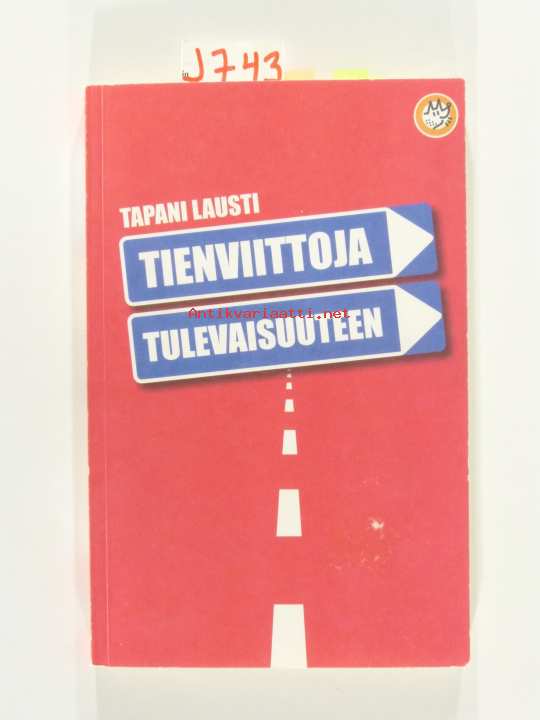 J743
TAPANI LAUSTI
TIENVIITTOJA
Antikvariaatti.net
TULEVAISUUTEEN